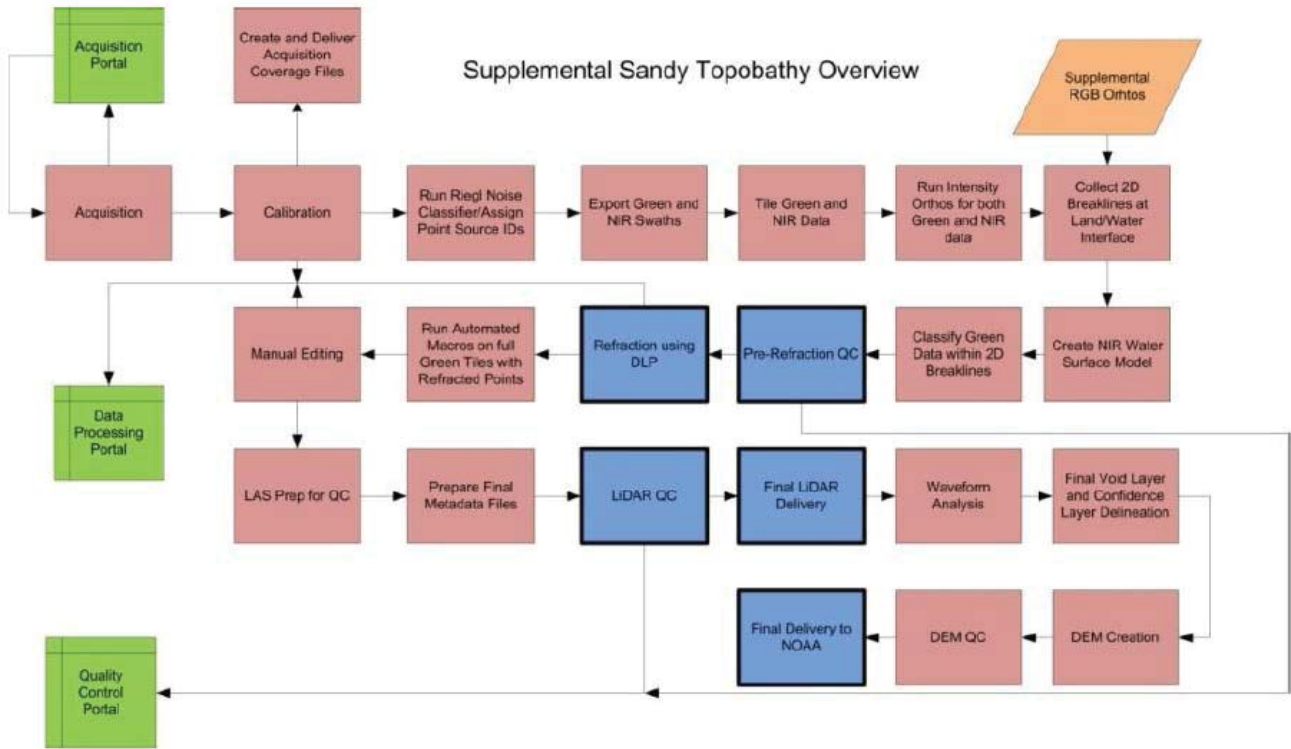 Acquisition
Portal
Create and Deliver
Acquisition
Coverage Files
Supplemental Sandy Topobathy Overview
Supplemental
RGB Orhtos
Acquisition
Calibration
Run Riegl Noise
Classifier/Assign
Point Source IDs
Export Green and
NIR Swaths
Tile Green and
NIR Data
Run Intensity
Orthos for both
Green and NIR
data
Collect 2D
Breaklines at
Land/Water
Interface
Manual Editing
Run Automated
Macros on full
Green Tiles with
Refracted Points
Refraction using
DLP
Pre-Refraction QC
Classify Green
Data within 2D
Breaklines
Create NIR Water
Surface Model
Data
Processing
Portal
LAS Prep for QC
Prepare Final
Metadata Files
LiDAR QC
Final LiDAR
Delivery
Waveform
Analysis
Final Void Layer
and Confidence
Layer Delineation
Final Delivery to
NOAA
DEM QC
DEM Creation
Quality
Control
Portal